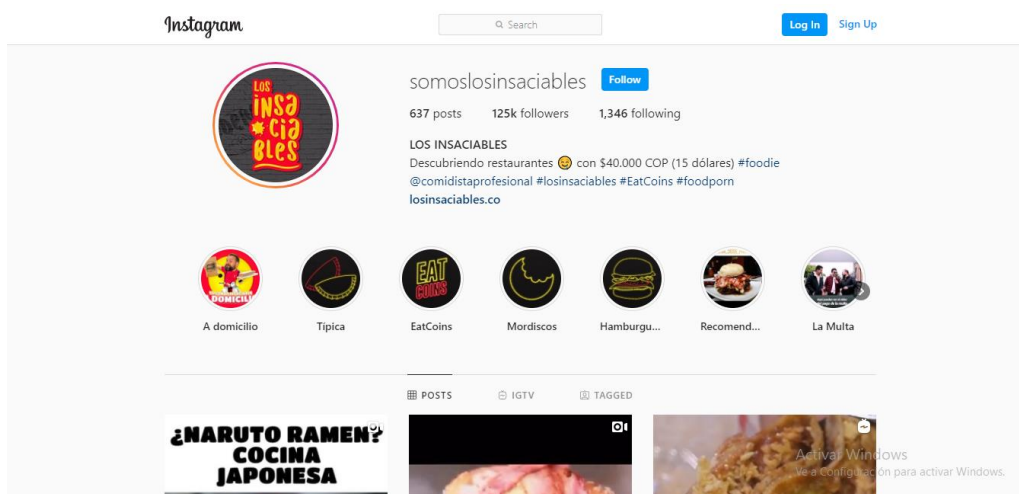 Instagram
Search
Log In
Sign Up
LOS
INSA
CIA
BLES
somoslosinsaciables
Follow
637 posts 125k followers 1,346 following
LOS INSACIABLES
Descubriendo restaurantes 😋 con $40.000 COP (15 dólares) #foodie
@comidistaprofesional #losinsaciables #EatCoins #foodporn
losinsaciables.co
DOMICILI
EAT
COINS
A domicilio
Típica
EatCoins
Mordiscos
Hamburgu...
Recomend...
La Multa
POSTS
IGTV
TAGGED
¿NARUTO RAMEN?
COCINA
JAPONESA
Activar Windows
Ve a Configuración para activar Windows.